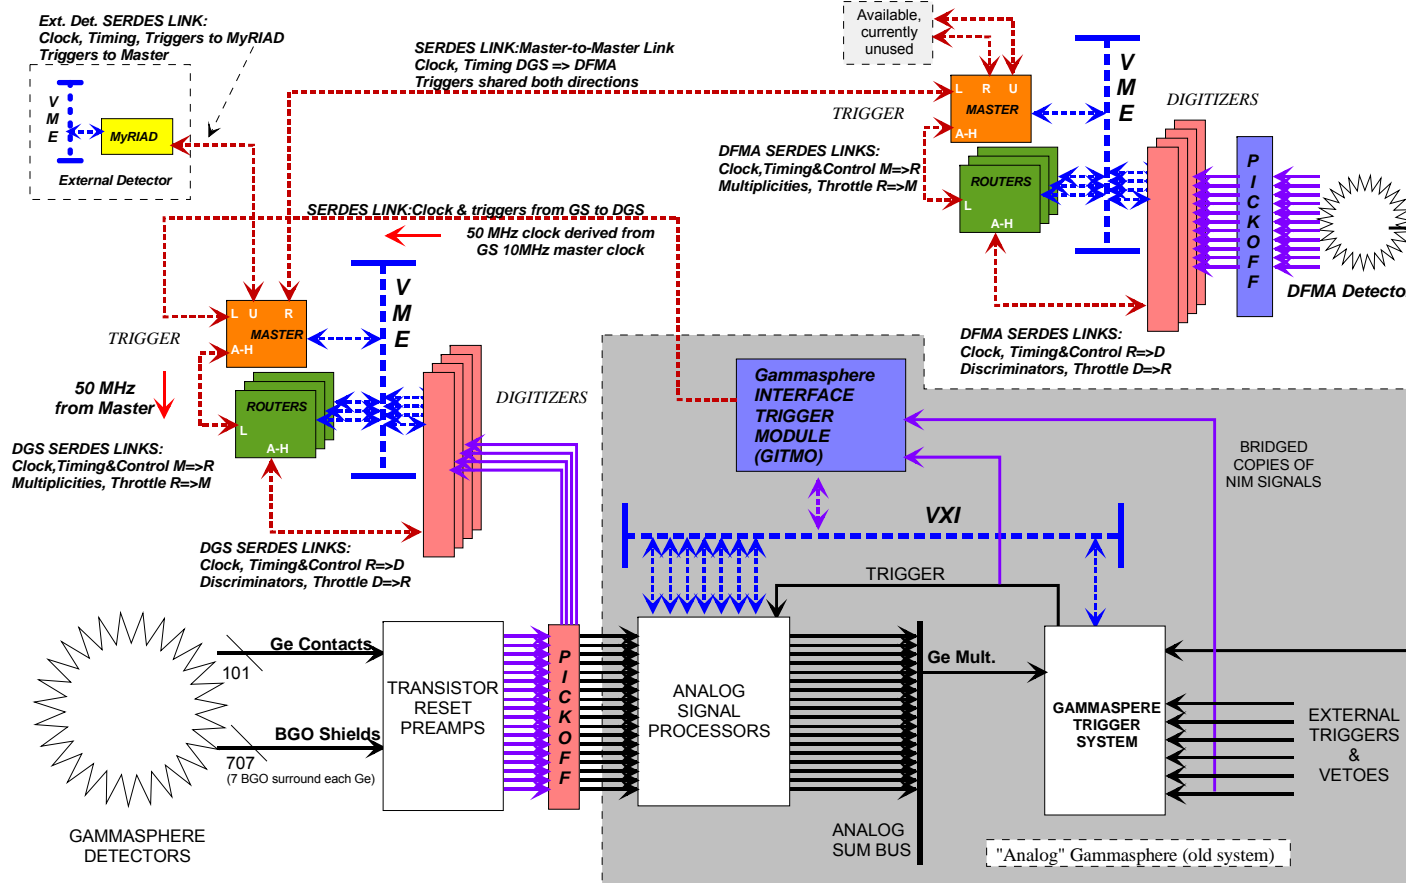 Ext. Det. SERDES LINK:
Clock, Timing, Triggers to MyRIAD
Triggers to Master
V
M
E
MyRIAD
External Detector
SERDES LINK:Master-to-Master Link
Clock, Timing DGS => DFMA
Triggers shared both directions
Available,
currently
unused
TRIGGER
L R U
MASTER
A-H
V
M
E
DIGITIZERS
DFMA SERDES LINKS:
Clock,Timing&Control M=>R
Multiplicities, Throttle R=>M
ROUTERS
L
A-H
P
I
C
K
O
F
F
DFMA Detector
DFMA SERDES LINKS:
Clock, Timing&Control R=>D
Discriminators, Throttle D=>R
SERDES LINK:Clock & triggers from GS to DGS
50 MHz clock derived from
GS 10MHz master clock
TRIGGER
L U R
MASTER
A-H
V
M
E
50 MHz
from Master
ROUTERS
L
A-H
DIGITIZERS
DGS SERDES LINKS:
Clock,Timing&Control M=>R
Multiplicities, Throttle R=>M
DGS SERDES LINKS:
Clock, Timing&Control R=>D
Discriminators, Throttle D=>R
Gammasphere
INTERFACE
TRIGGER
MODULE
(GITMO)
BRIDGED
COPIES OF
NIM SIGNALS
VXI
TRIGGER
Ge Contacts
101
BGO Shields
707
(7 BGO surround each Ge)
GAMMASPHERE
DETECTORS
TRANSISTOR
RESET
PREAMPS
P
I
C
K
O
F
F
ANALOG
SIGNAL
PROCESSORS
Ge Mult.
ANALOG
SUM BUS
GAMMASPERE
TRIGGER
SYSTEM
EXTERNAL
TRIGGERS
&
VETOES
"Analog" Gammasphere (old system)